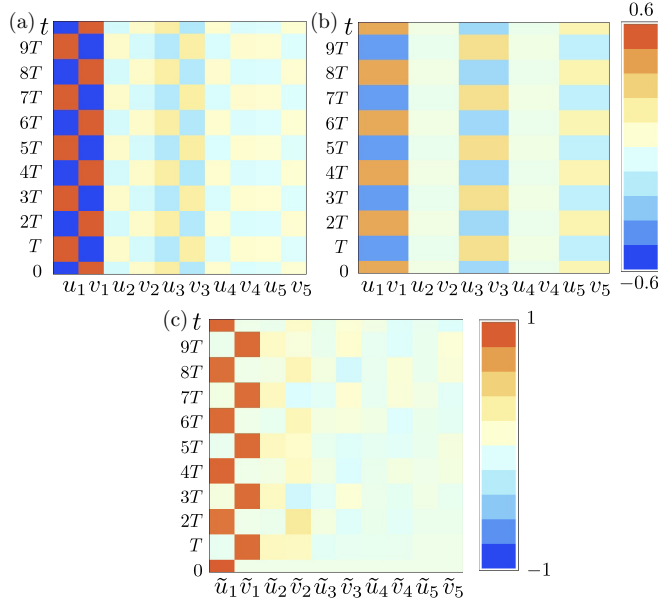 (a)
t
9T
8T
7T
6T
5T
4T
3T
2T
T
0
u₁ v₁ u₂ v₂ u₃ v₃ u₄ v₄ u₅ v₅
(b)
t
9T
8T
7T
6T
5T
4T
3T
2T
T
0
u₁ v₁ u₂ v₂ u₃ v₃ u₄ v₄ u₅ v₅
0.6
−0.6
(c)
t
9T
8T
7T
6T
5T
4T
3T
2T
T
0
ũ₁ ṽ₁ ũ₂ ṽ₂ ũ₃ ṽ₃ ũ₄ ṽ₄ ũ₅ ṽ₅
1
−1